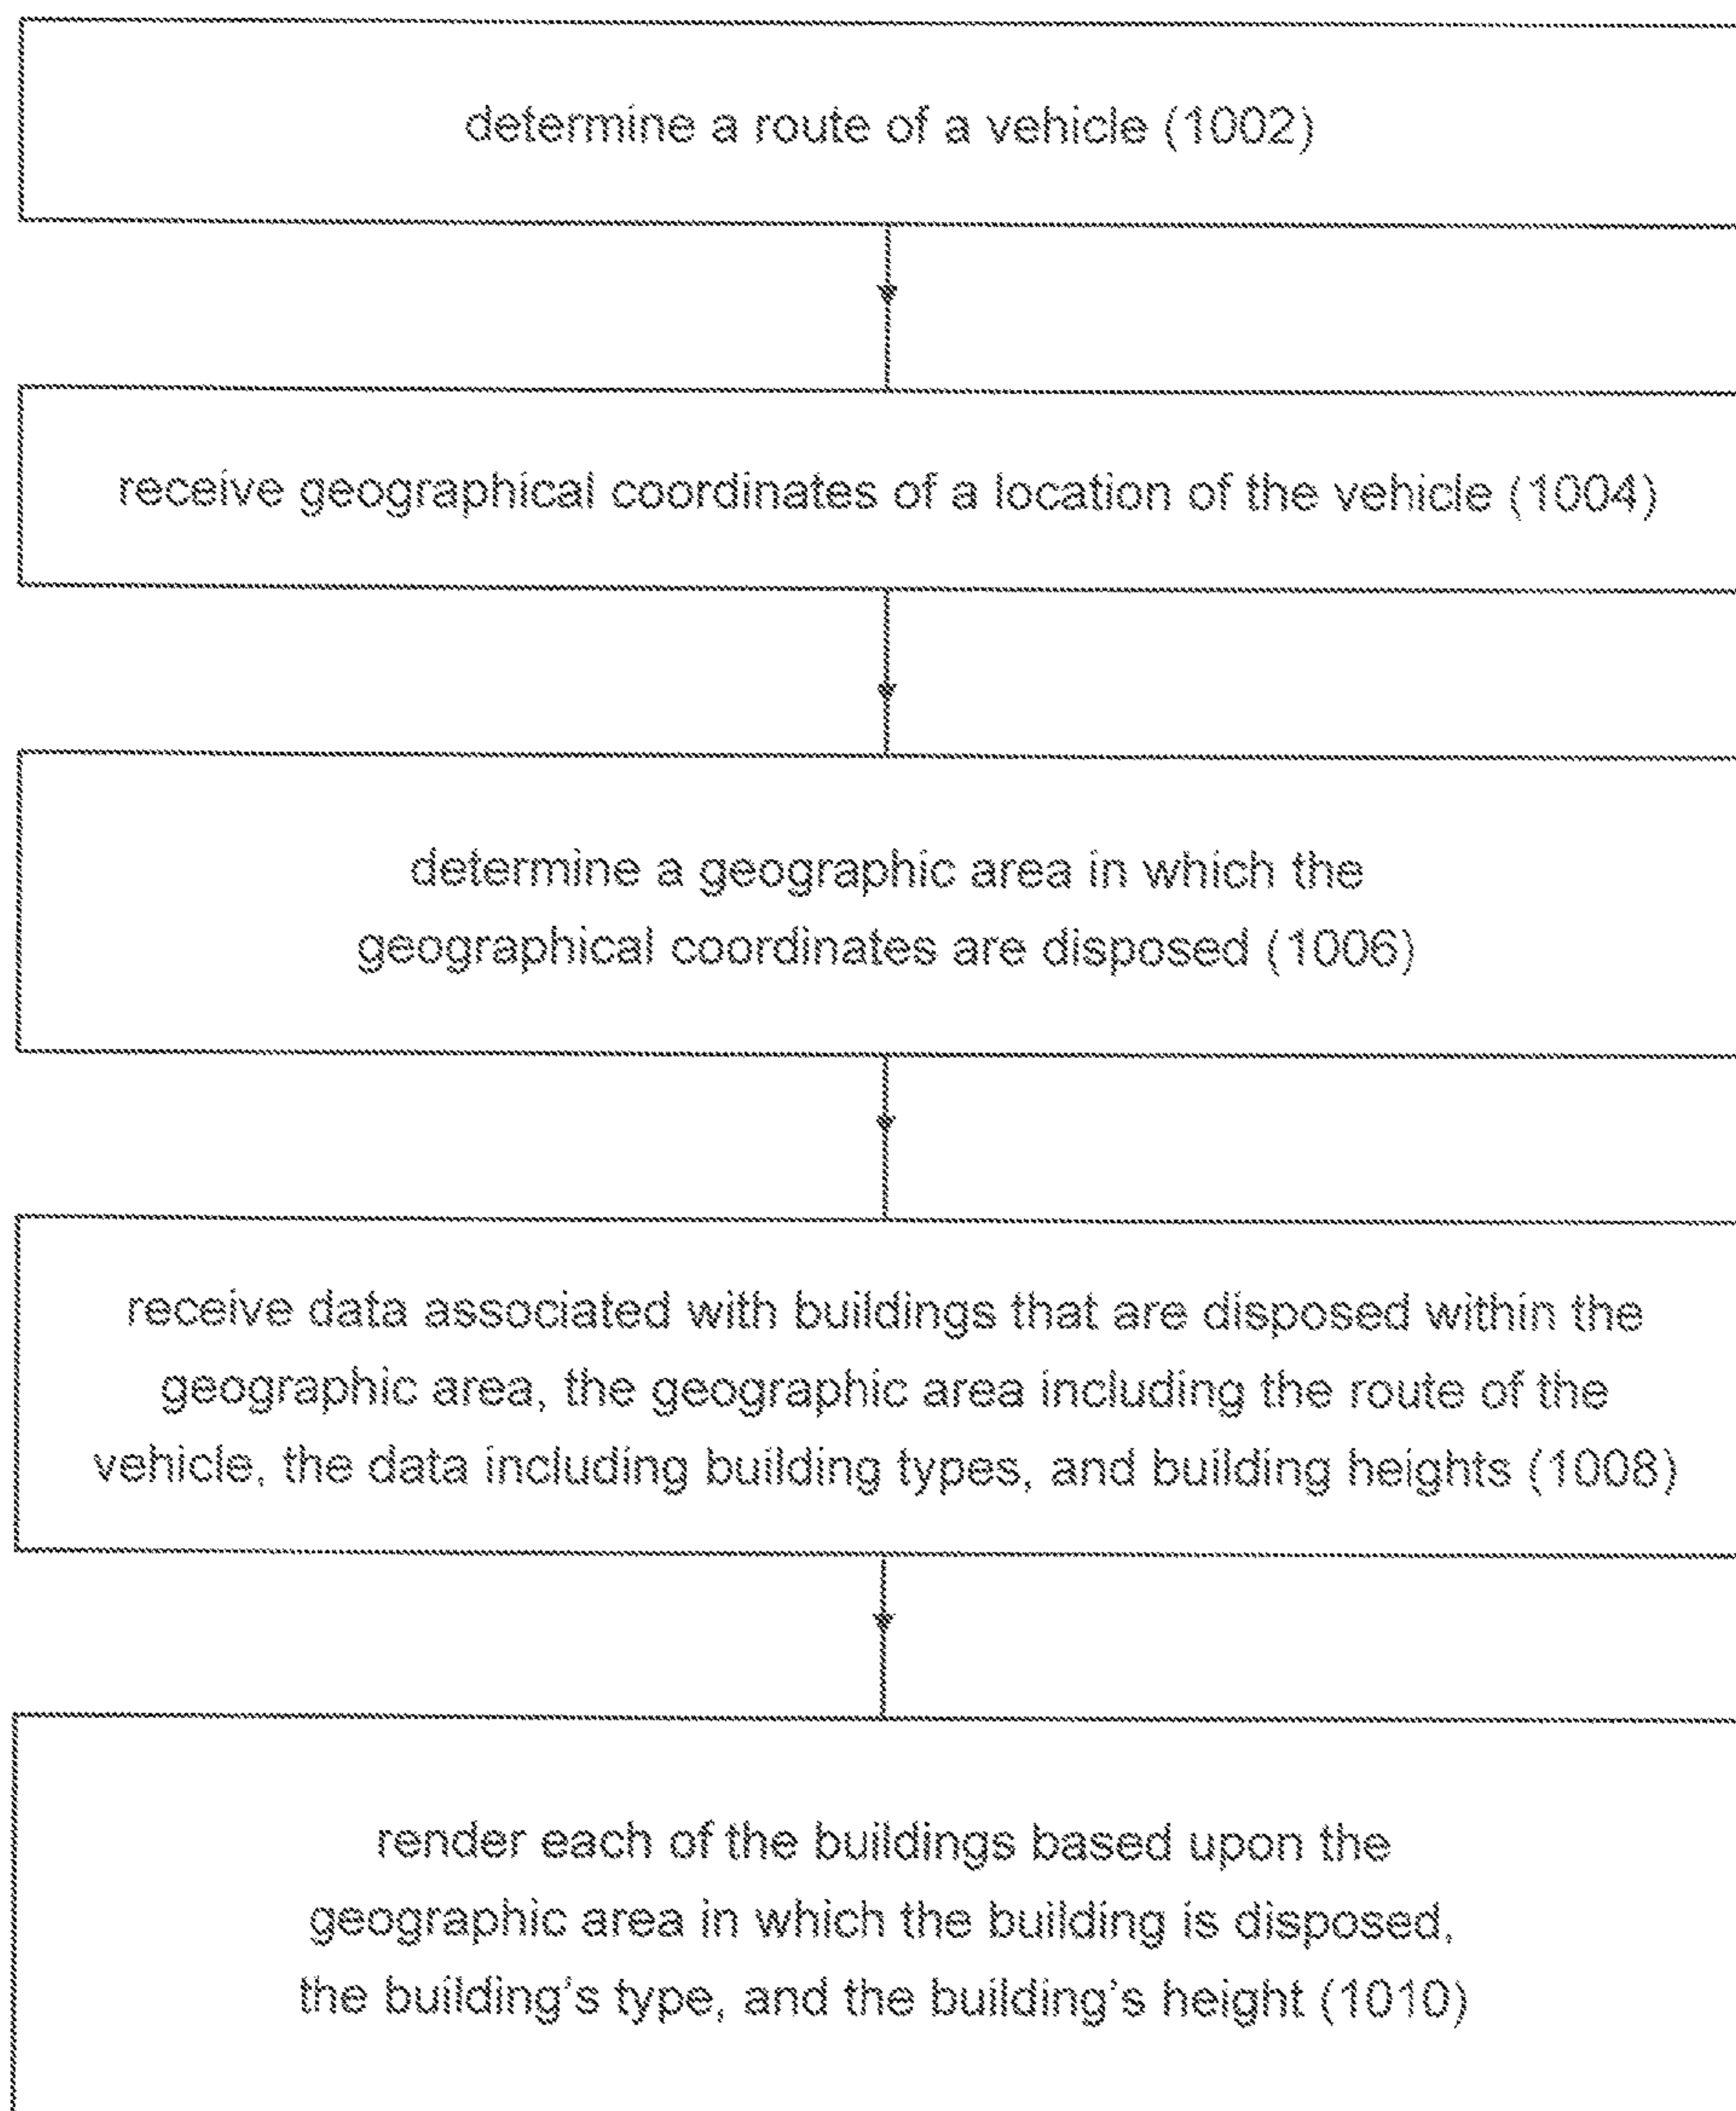 determine a route of a vehicle (1002)
receive geographical coordinates of a location of the vehicle (1004)
determine a geographic area in which the
geographical coordinates are disposed (1006)
receive data associated with buildings that are disposed within the
geographic area, the geographic area including the route of the
vehicle, the data including building types, and building heights (1008)
render each of the buildings based upon the
geographic area in which the building is disposed,
the building's type, and the building's height (1010)